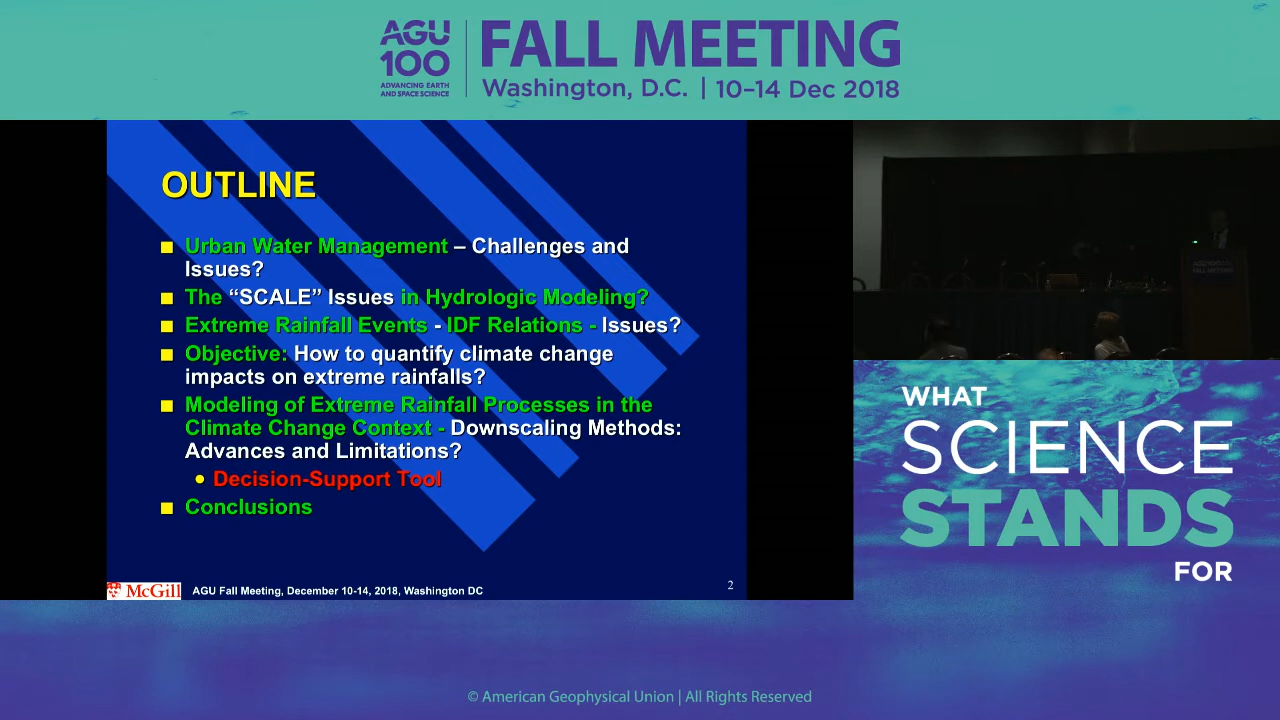 AGU
100
ADVANCING EARTH
AND SPACE SCIENCE
FALL MEETING
Washington, D.C. | 10–14 Dec 2018
OUTLINE
Urban Water Management – Challenges and
Issues?
The “SCALE” Issues in Hydrologic Modeling?
Extreme Rainfall Events - IDF Relations - Issues?
Objective: How to quantify climate change
impacts on extreme rainfalls?
Modeling of Extreme Rainfall Processes in the
Climate Change Context - Downscaling Methods:
Advances and Limitations?
Decision-Support Tool
Conclusions
McGill
AGU Fall Meeting, December 10-14, 2018, Washington DC
2
AGU 100
FALL MEETING
WHAT
SCIENCE
STANDS
FOR
© American Geophysical Union | All Rights Reserved